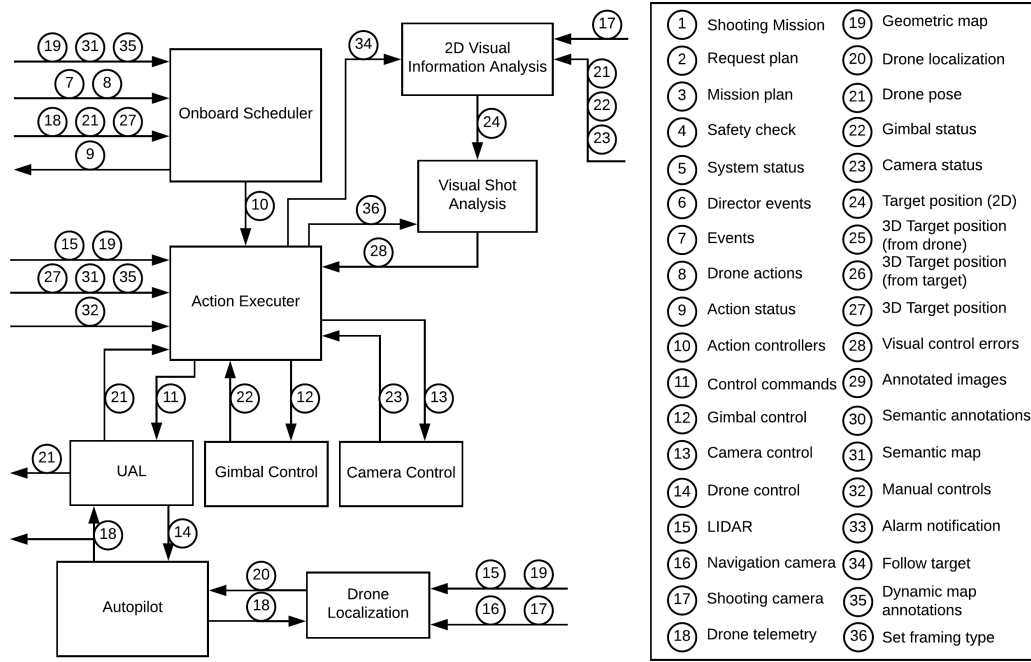 19 31 35
7 8
18 21 27
9
Onboard Scheduler
10
34
2D Visual
Information Analysis
17
21
22
23
24
Visual Shot
Analysis
36
28
15 19
27 31 35
32
Action Executer
21
11
22
12
23
13
21
UAL
Gimbal Control
Camera Control
18
14
Autopilot
20
18
Drone
Localization
15 19
16 17
1 Shooting Mission
2 Request plan
3 Mission plan
4 Safety check
5 System status
6 Director events
7 Events
8 Drone actions
9 Action status
10 Action controllers
11 Control commands
12 Gimbal control
13 Camera control
14 Drone control
15 LIDAR
16 Navigation camera
17 Shooting camera
18 Drone telemetry
19 Geometric map
20 Drone localization
21 Drone pose
22 Gimbal status
23 Camera status
24 Target position (2D)
25 3D Target position
(from drone)
26 3D Target position
(from target)
27 3D Target position
28 Visual control errors
29 Annotated images
30 Semantic annotations
31 Semantic map
32 Manual controls
33 Alarm notification
34 Follow target
35 Dynamic map
annotations
36 Set framing type